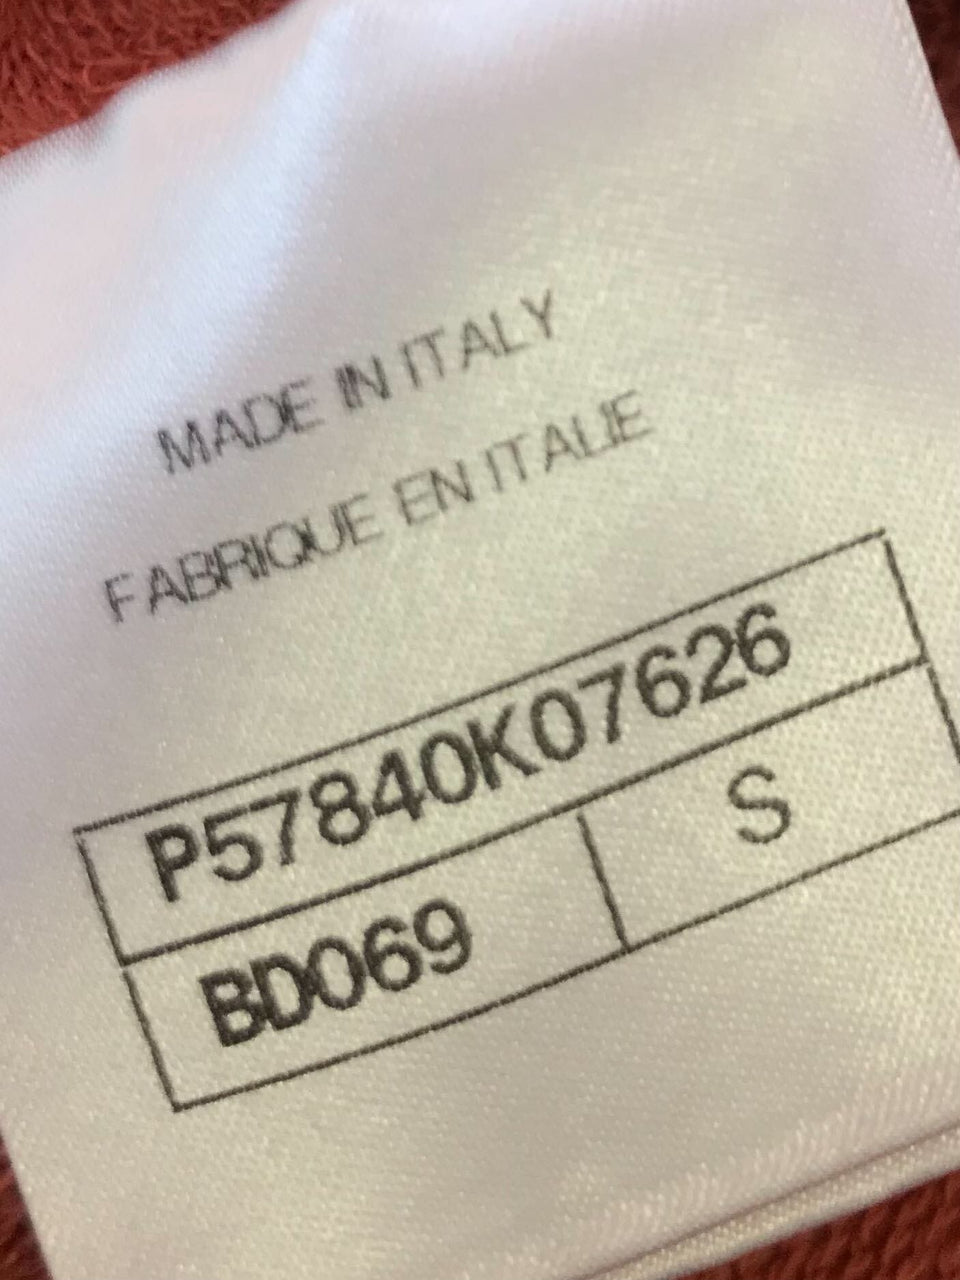 MADE IN ITALY
FABRIQUE EN ITALIE
P57840K07626
BD069 S